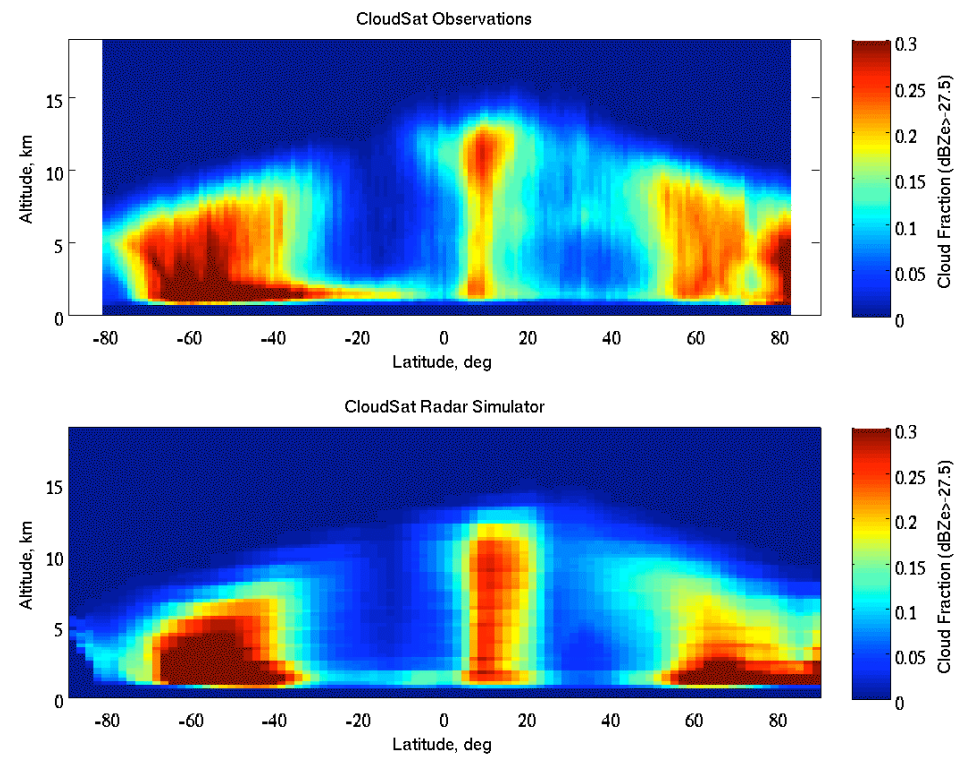 CloudSat Observations
Altitude, km
15
10
5
0
-80 -60 -40 -20 0 20 40 60 80
Latitude, deg
0.3
0.25
0.2
0.15
0.1
0.05
0
Cloud Fraction (dBZe>-27.5)
CloudSat Radar Simulator
Altitude, km
15
10
5
0
-80 -60 -40 -20 0 20 40 60 80
Latitude, deg
0.3
0.25
0.2
0.15
0.1
0.05
0
Cloud Fraction (dBZe>-27.5)